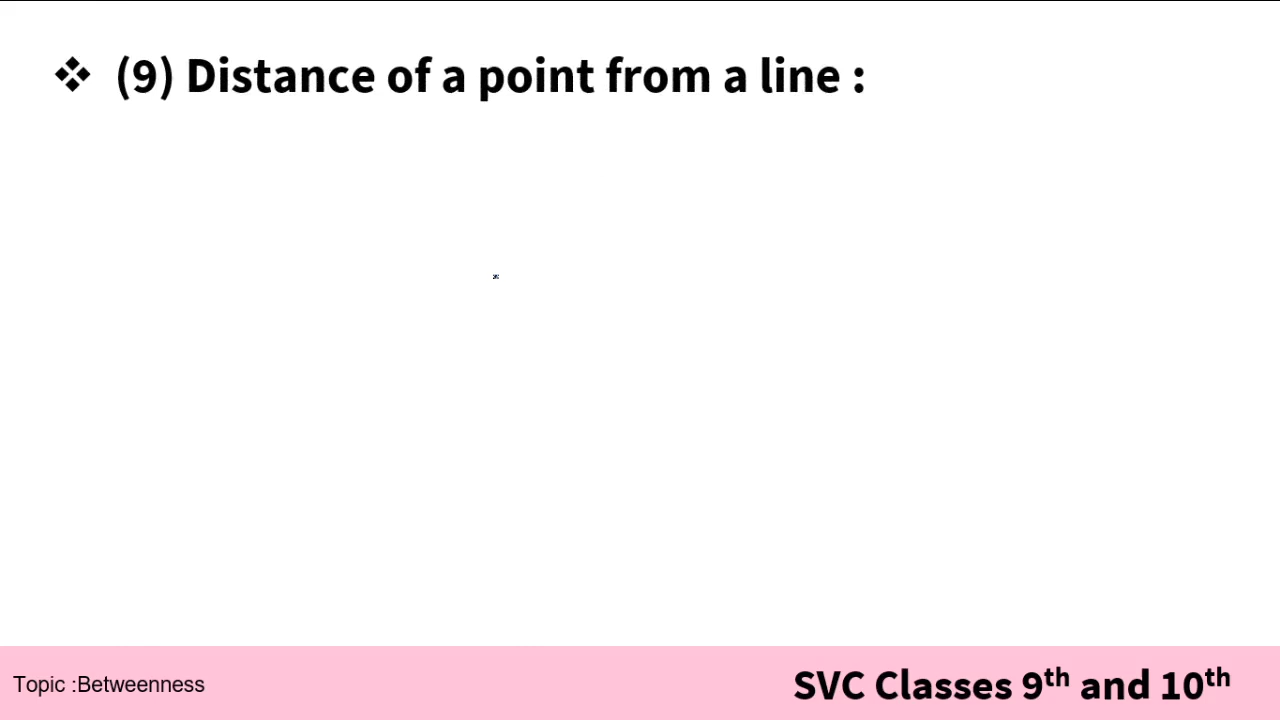 ❖ (9) Distance of a point from a line :
Topic :Betweenness
SVC Classes 9th and 10th